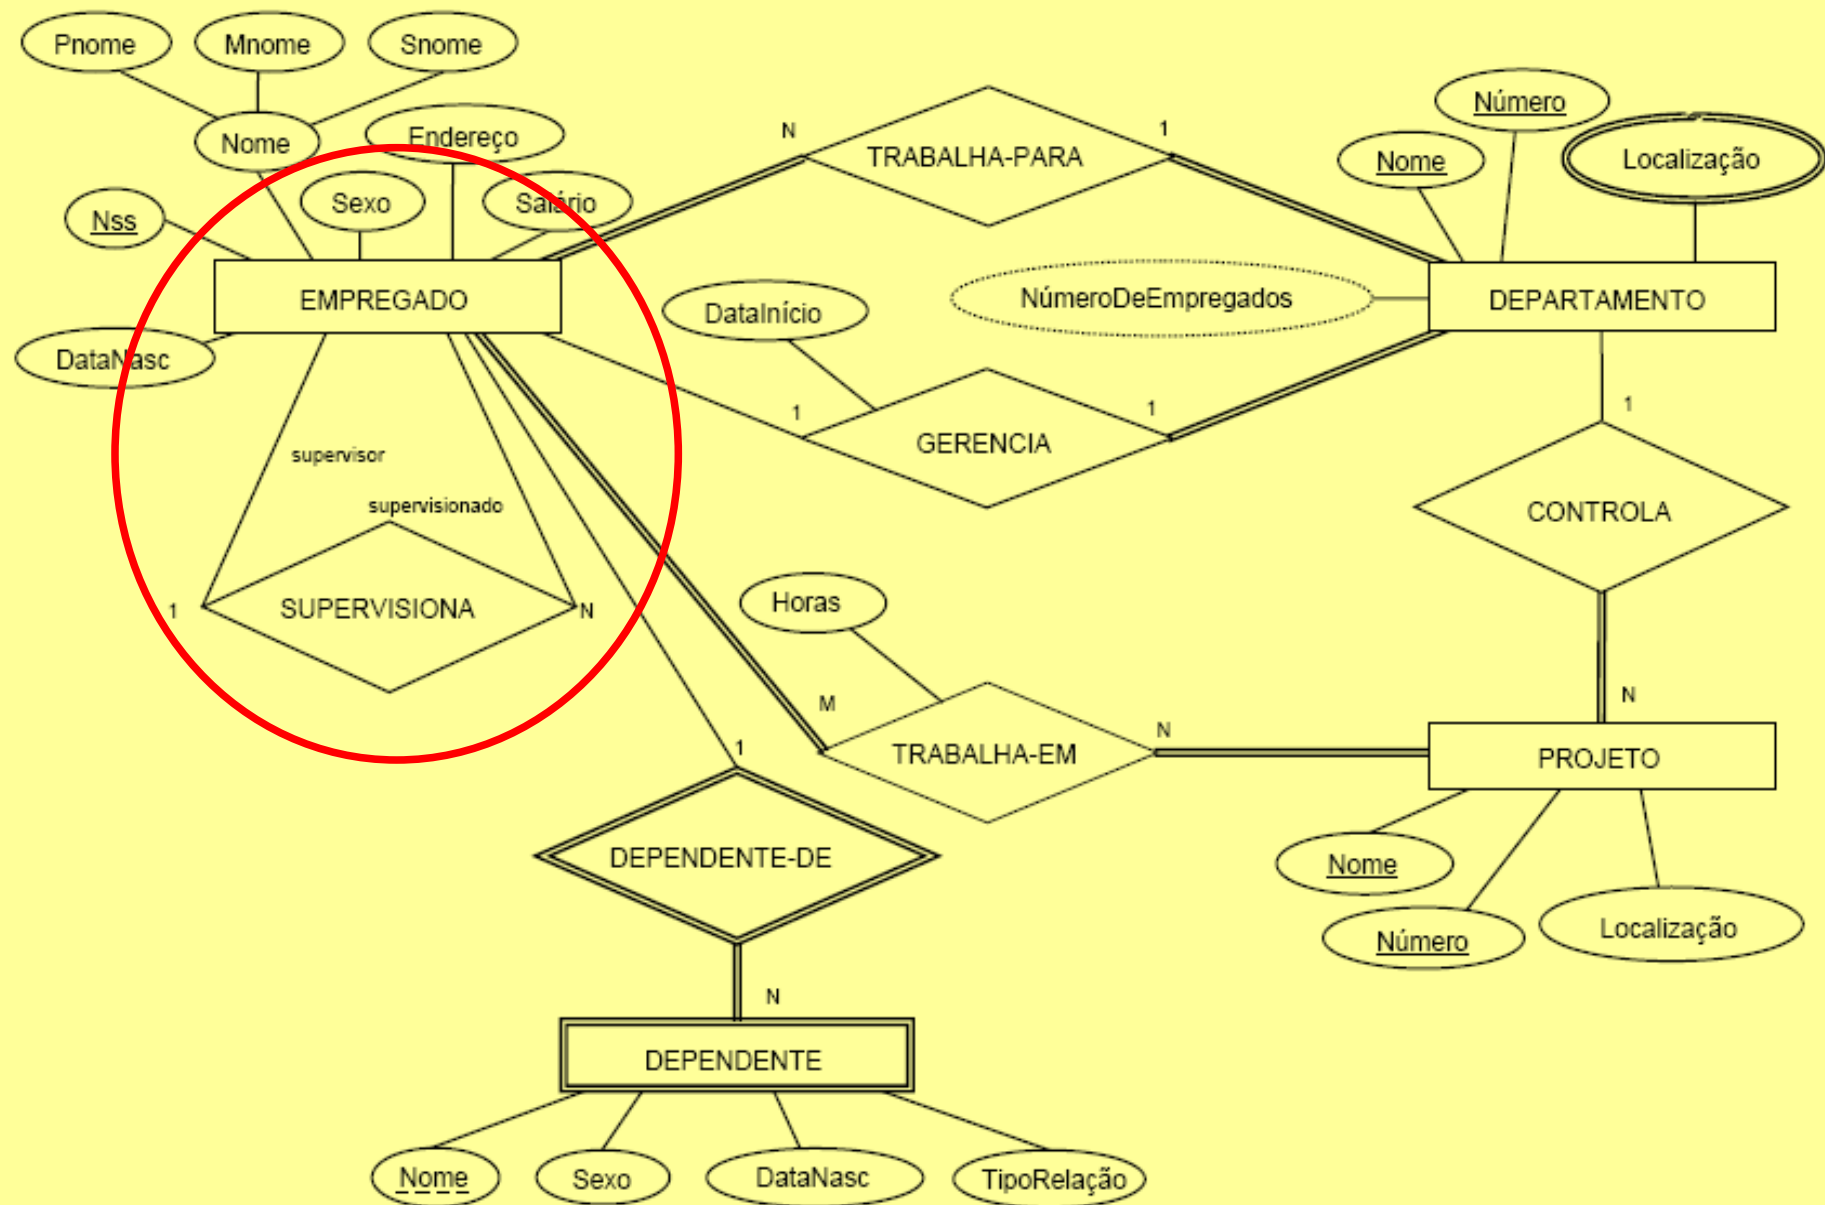 Pnome
Mnome
Snome
Nome
Endereço
Nss
Sexo
Salário
EMPREGADO
DataNasc
N
TRABALHA-PARA
1
Número
Nome
Localização
NúmeroDeEmpregados
DEPARTAMENTO
DataInício
1
GERENCIA
1
1
CONTROLA
N
supervisor
supervisionado
1
SUPERVISIONA
N
Horas
M
TRABALHA-EM
N
PROJETO
Nome
Número
Localização
1
DEPENDENTE-DE
N
DEPENDENTE
Nome
Sexo
DataNasc
TipoRelação